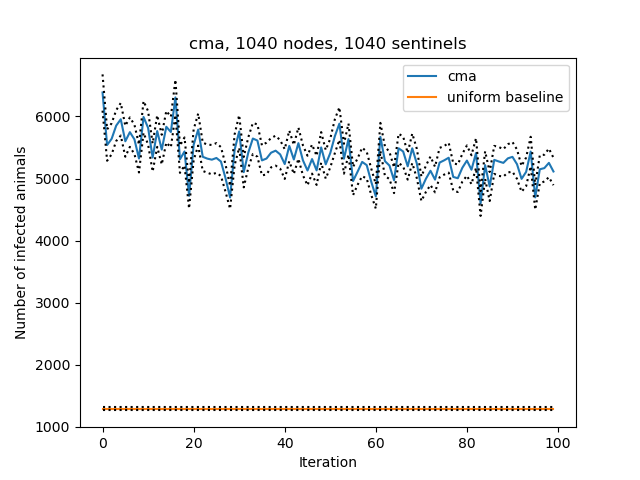 cma, 1040 nodes, 1040 sentinels
cma
uniform baseline
6000
5000
4000
3000
2000
1000
Number of infected animals
0 20 40 60 80 100
Iteration